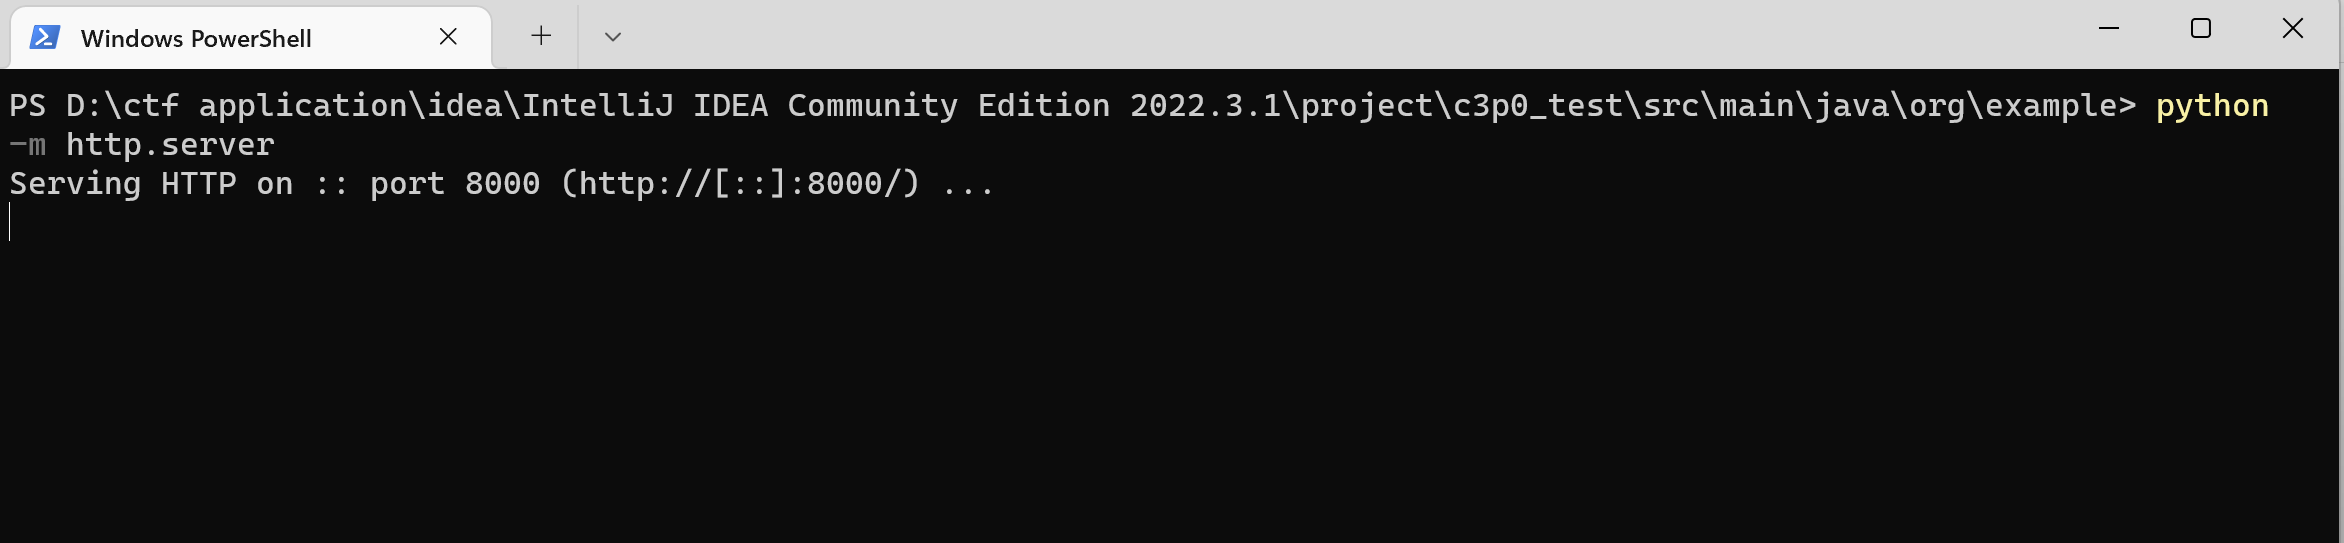 Windows PowerShell
PS D:\ctf application\idea\IntelliJ IDEA Community Edition 2022.3.1\project\c3p0_test\src\main\java\org\example> python
-m http.server
Serving HTTP on :: port 8000 (http://[::]:8000/) ...